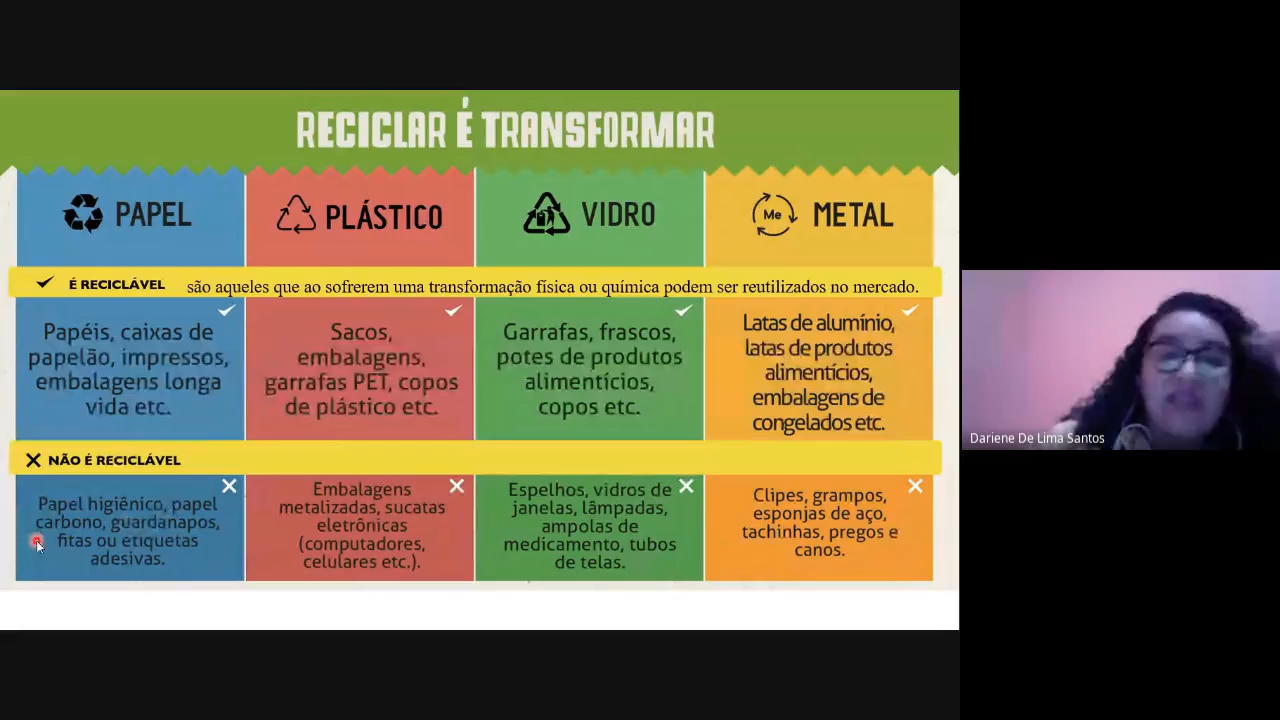 RECICLAR É TRANSFORMAR
PAPEL
PLÁSTICO
VIDRO
Me
METAL
É RECICLÁVEL são aqueles que ao sofrerem uma transformação física ou química podem ser reutilizados no mercado.
Papéis, caixas de
papelão, impressos,
embalagens longa
vida etc.
Sacos,
embalagens,
garrafas PET, copos
de plástico etc.
Garrafas, frascos,
potes de produtos
alimentícios,
copos etc.
Latas de alumínio,
latas de produtos
alimentícios,
embalagens de
congelados etc.
NÃO É RECICLÁVEL
Papel higiênico, papel
carbono, guardanapos,
fitas ou etiquetas
adesivas.
Embalagens
metalizadas, sucatas
eletrônicas
(computadores,
celulares etc.).
Espelhos, vidros de
janelas, lâmpadas,
ampolas de
medicamento, tubos
de telas.
Clipes, grampos,
esponjas de aço,
tachinhas, pregos e
canos.
Dariene De Lima Santos